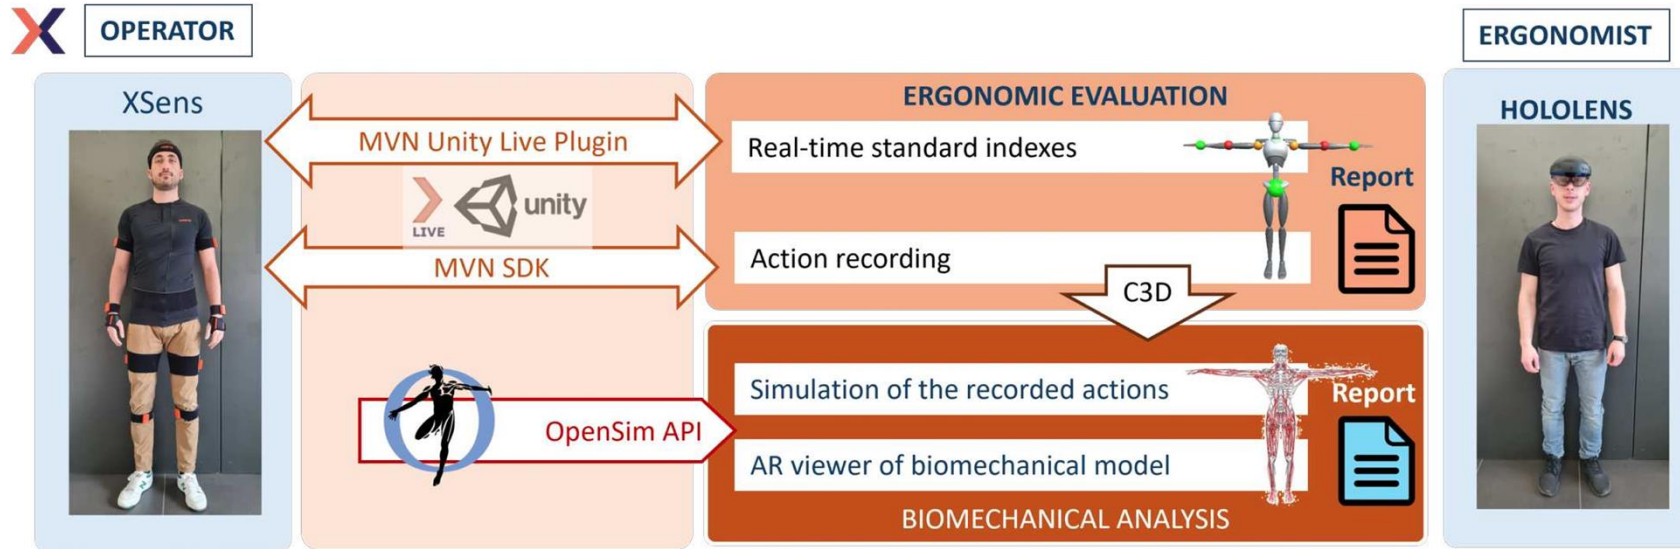 OPERATOR
ERGONOMIST
XSens
MVN Unity Live Plugin
LIVE
unity
MVN SDK
OpenSim API
ERGONOMIC EVALUATION
Real-time standard indexes
Action recording
Report
C3D
Simulation of the recorded actions
AR viewer of biomechanical model
Report
BIOMECHANICAL ANALYSIS
HOLOLENS